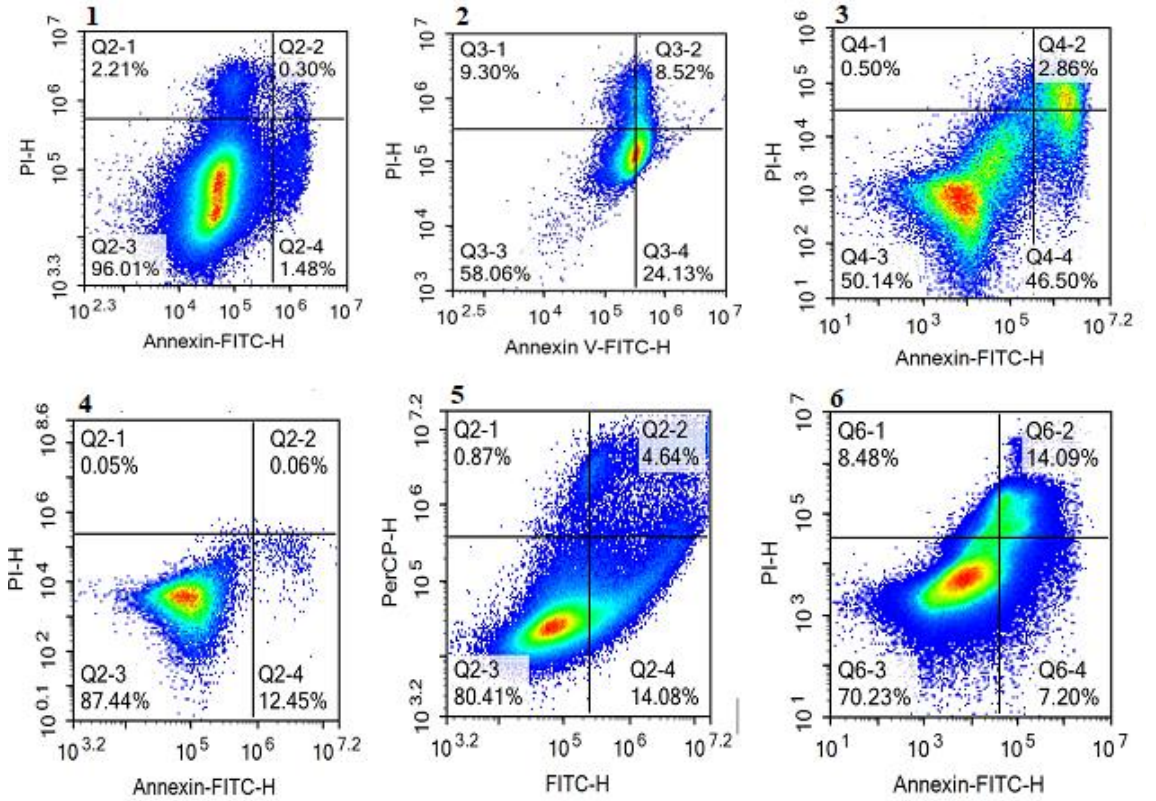 1
10^7
10^6
10^5
10^3.3
PI-H
Q2-1
2.21%
Q2-2
0.30%
Q2-3
96.01%
Q2-4
1.48%
10^2.3 10^4 10^5 10^6 10^7
Annexin-FITC-H
2
10^7
10^6
10^5
10^4
10^3
PI-H
Q3-1
9.30%
Q3-2
8.52%
Q3-3
58.06%
Q3-4
24.13%
10^2.5 10^4 10^5 10^6 10^7
Annexin V-FITC-H
3
10^6
10^5
10^4
10^3
10^2
10^1
PI-H
Q4-1
0.50%
Q4-2
2.86%
Q4-3
50.14%
Q4-4
46.50%
10^1 10^3 10^5 10^7.2
Annexin-FITC-H
4
10^8.6
10^6
10^4
10^2
10^0.1
PI-H
Q2-1
0.05%
Q2-2
0.06%
Q2-3
87.44%
Q2-4
12.45%
10^3.2 10^5 10^6 10^7.2
Annexin-FITC-H
5
10^7.2
10^6
10^5
10^3.2
PerCP-H
Q2-1
0.87%
Q2-2
4.64%
Q2-3
80.41%
Q2-4
14.08%
10^3.2 10^5 10^6 10^7.2
FITC-H
6
10^7
10^5
10^3
10^1
PI-H
Q6-1
8.48%
Q6-2
14.09%
Q6-3
70.23%
Q6-4
7.20%
10^1 10^3 10^5 10^7
Annexin-FITC-H